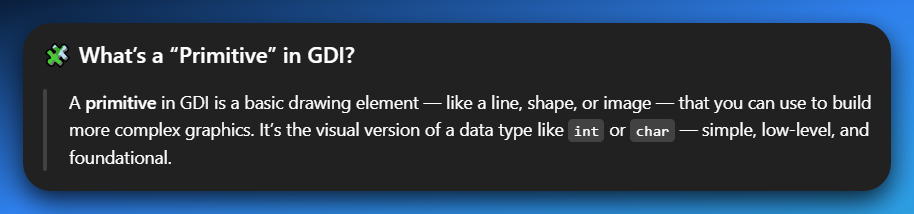 🧩 What's a “Primitive” in GDI?
A primitive in GDI is a basic drawing element — like a line, shape, or image — that you can use to build
more complex graphics. It's the visual version of a data type like int or char — simple, low-level, and
foundational.